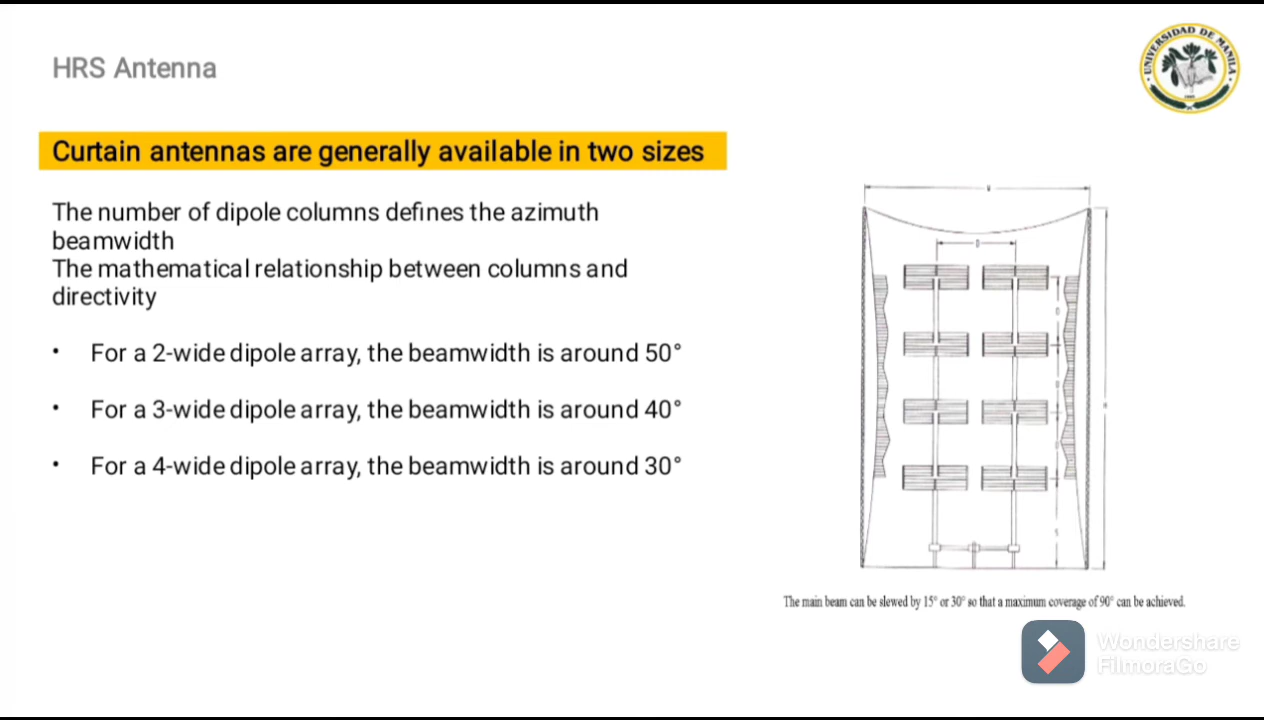 HRS Antenna
UNIVERSIDAD DE MANILA
Curtain antennas are generally available in two sizes
The number of dipole columns defines the azimuth
beamwidth
The mathematical relationship between columns and
directivity
• For a 2-wide dipole array, the beamwidth is around 50°
• For a 3-wide dipole array, the beamwidth is around 40°
• For a 4-wide dipole array, the beamwidth is around 30°
The main beam can be slewed by 15° or 30° so that a maximum coverage of 90° can be achieved.
Wondershare
FilmoraGo